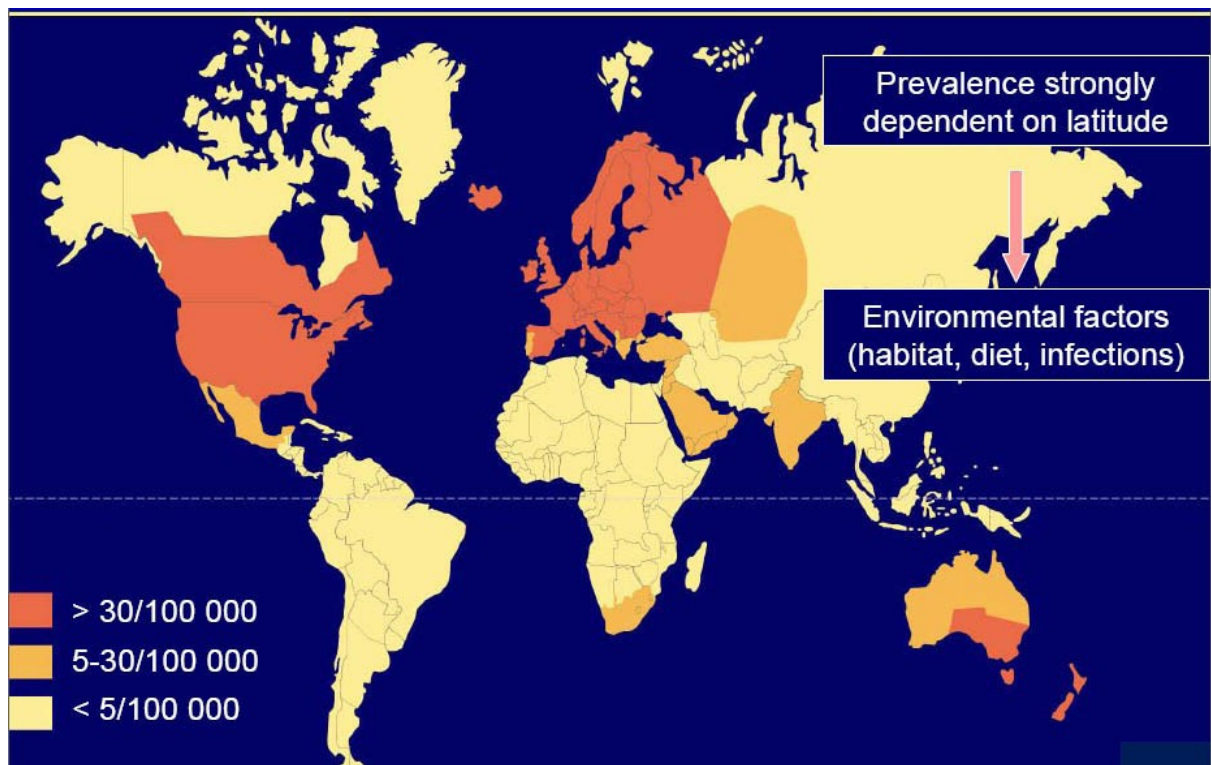 Prevalence strongly
dependent on latitude
Environmental factors
(habitat, diet, infections)
> 30/100 000
5-30/100 000
< 5/100 000